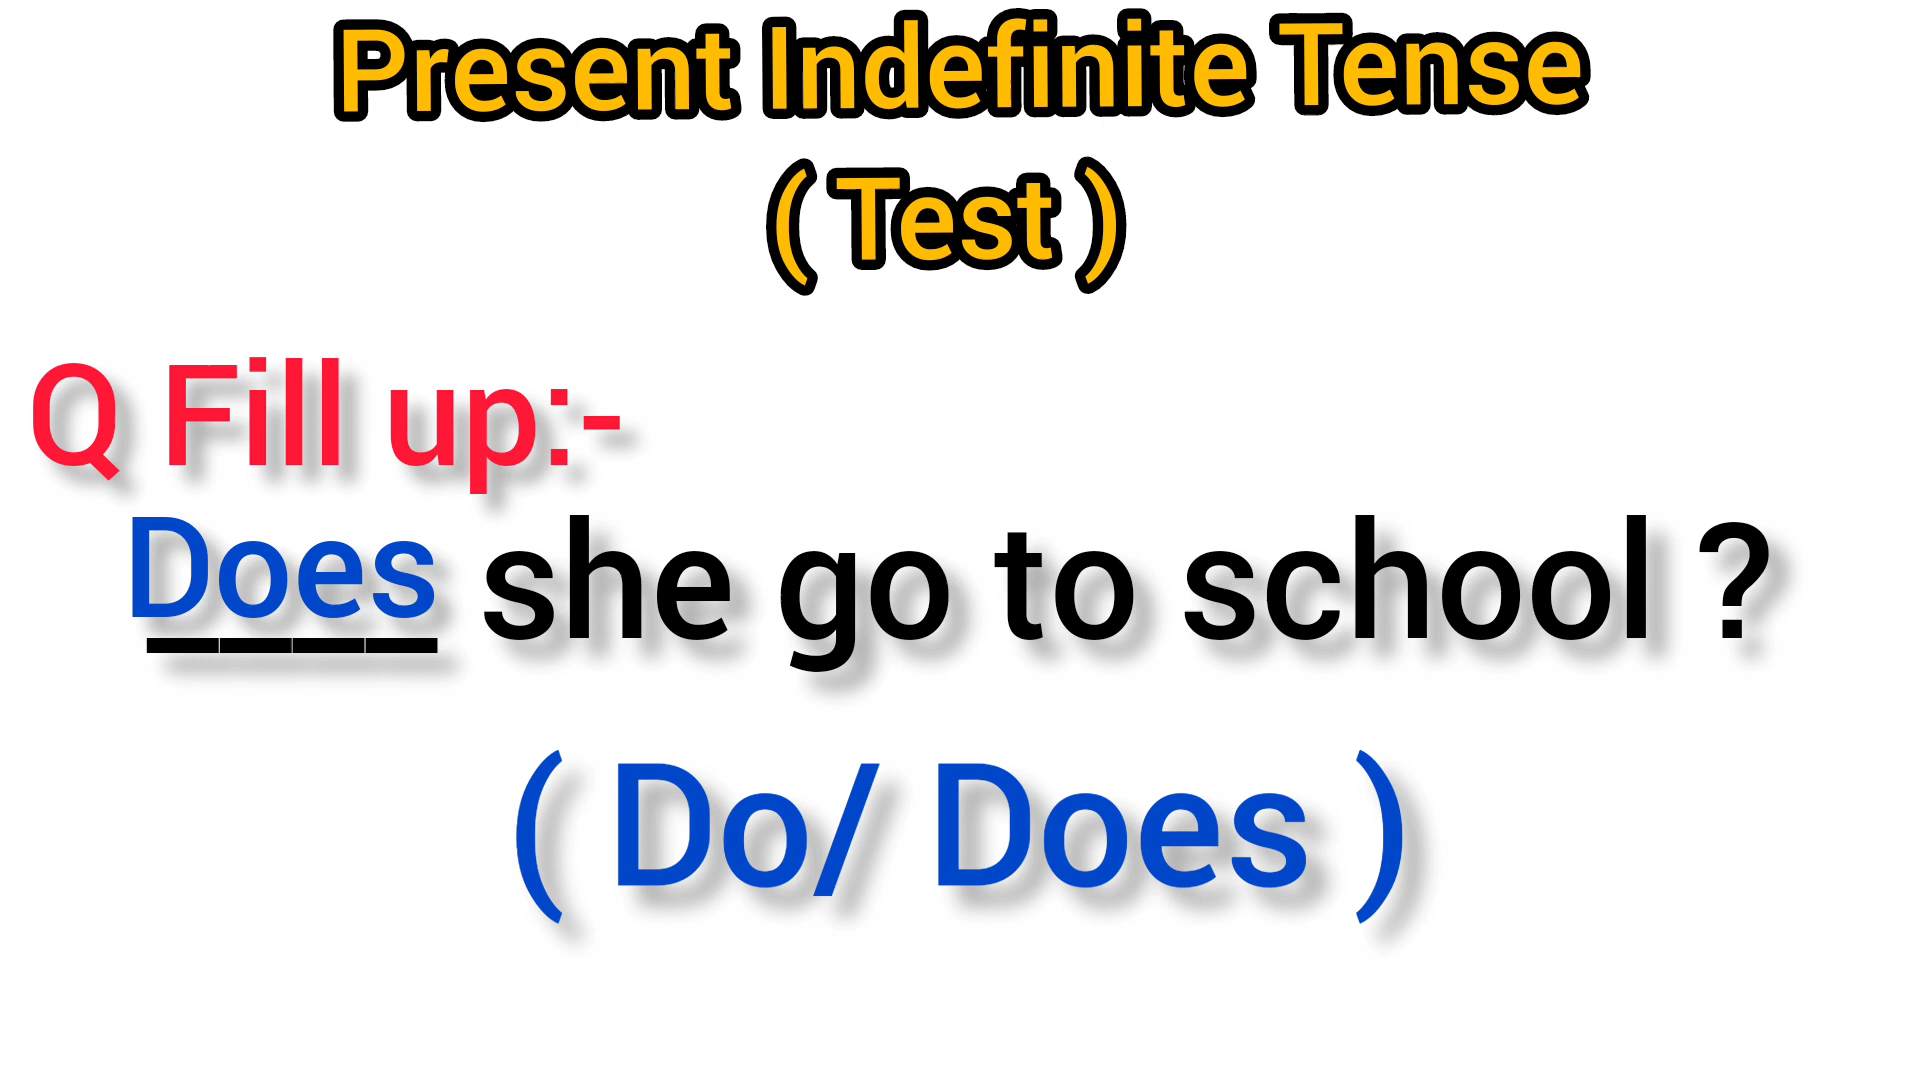 Present Indefinite Tense
( Test )
Q Fill up:-
Does she go to school ?
( Do/ Does )